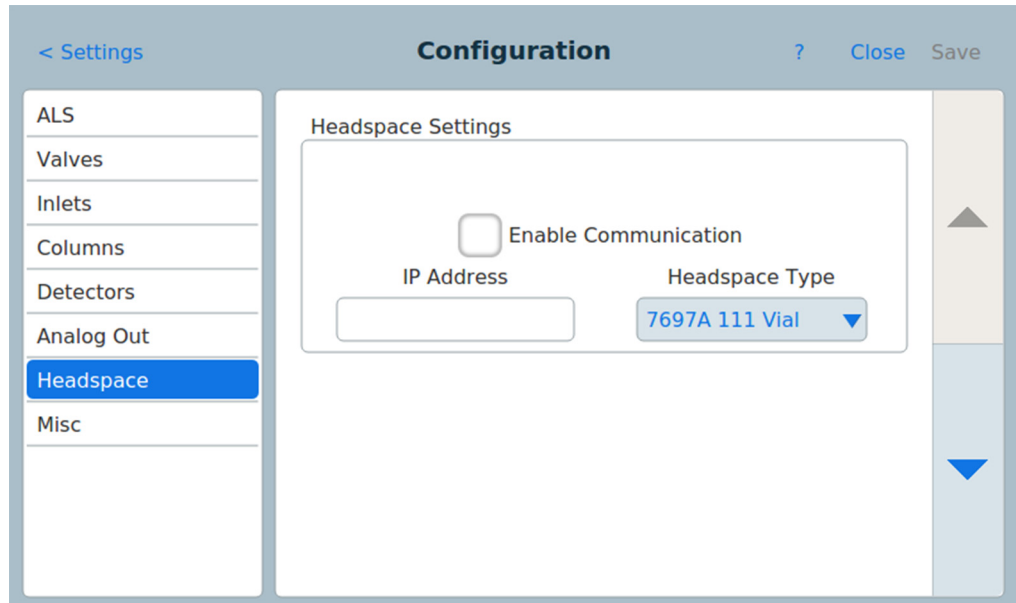 < Settings Configuration ? Close Save
ALS
Valves
Inlets
Columns
Detectors
Analog Out
Headspace
Misc
Headspace Settings
Enable Communication
IP Address Headspace Type
7697A 111 Vial